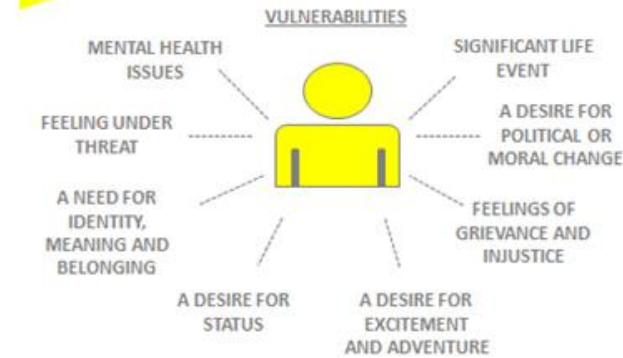 VULNERABILITIES
MENTAL HEALTH
ISSUES
SIGNIFICANT LIFE
EVENT
FEELING UNDER
THREAT
A DESIRE FOR
POLITICAL OR
MORAL CHANGE
A NEED FOR
IDENTITY,
MEANING AND
BELONGING
FEELINGS OF
GRIEVANCE AND
INJUSTICE
A DESIRE FOR
STATUS
A DESIRE FOR
EXCITEMENT
AND ADVENTURE